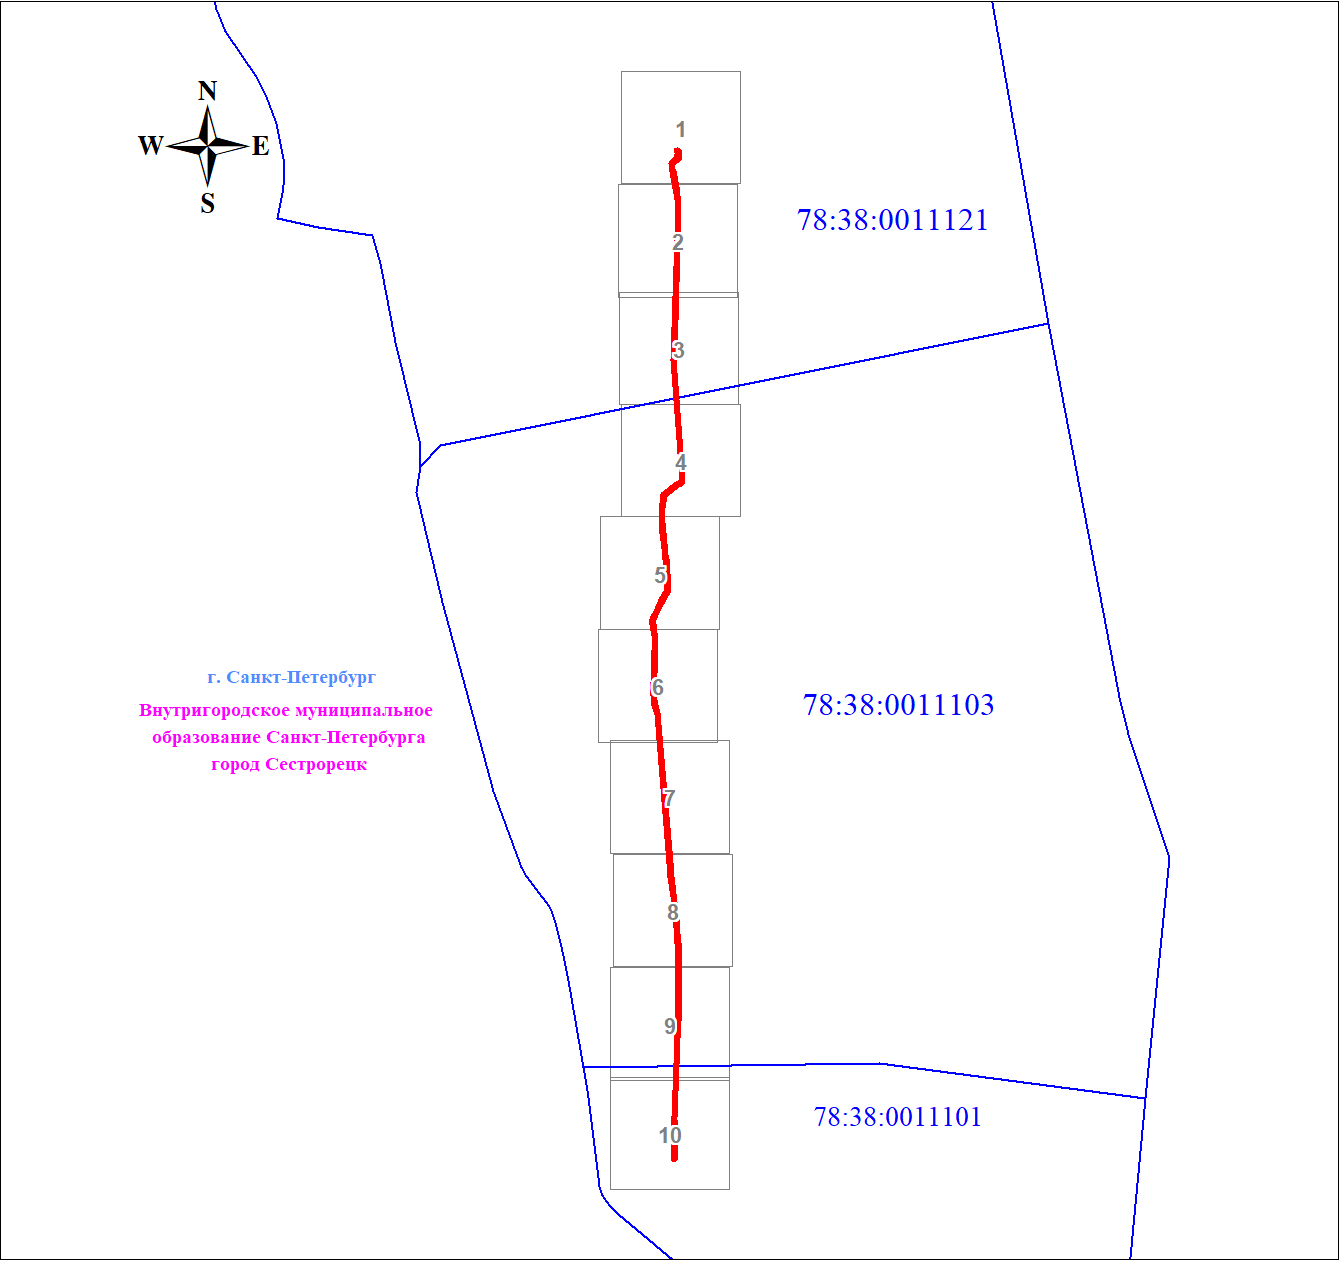 N
W E
S
1
2
78:38:0011121
3
4
5
г. Санкт-Петербург
6
Внутригородское муниципальное
образование Санкт-Петербурга
город Сестрорецк
78:38:0011103
7
8
9
78:38:0011101
10